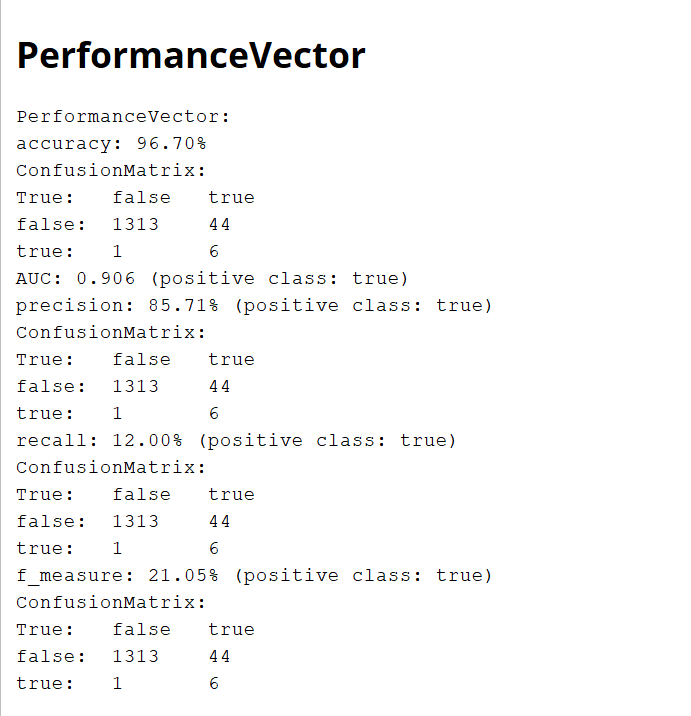 PerformanceVector
PerformanceVector:
accuracy: 96.70%
ConfusionMatrix:
True:   false   true
false:  1313    44
true:   1       6
AUC: 0.906 (positive class: true)
precision: 85.71% (positive class: true)
ConfusionMatrix:
True:   false   true
false:  1313    44
true:   1       6
recall: 12.00% (positive class: true)
ConfusionMatrix:
True:   false   true
false:  1313    44
true:   1       6
f_measure: 21.05% (positive class: true)
ConfusionMatrix:
True:   false   true
false:  1313    44
true:   1       6